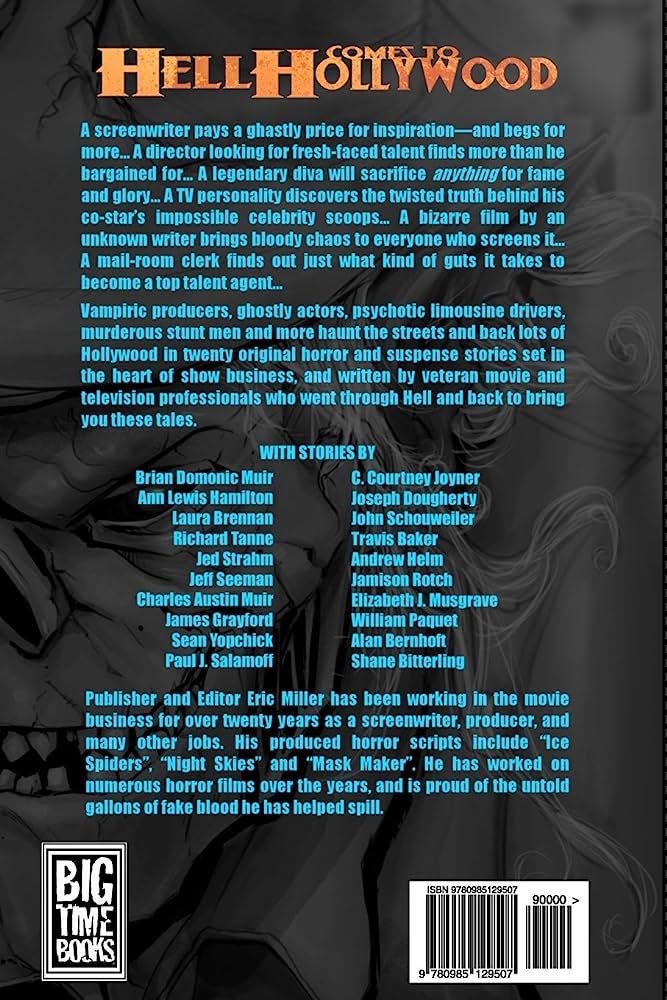 HELL COMES TO HOLLYWOOD
A screenwriter pays a ghastly price for inspiration—and begs for
more... A director looking for fresh-faced talent finds more than he
bargained for... A legendary diva will sacrifice anything for fame
and glory... A TV personality discovers the twisted truth behind his
co-star's impossible celebrity scoops... A bizarre film by an
unknown writer brings bloody chaos to everyone who screens it...
A mail-room clerk finds out just what kind of guts it takes to
become a top talent agent...
Vampiric producers, ghostly actors, psychotic limousine drivers,
murderous stunt men and more haunt the streets and back lots of
Hollywood in twenty original horror and suspense stories set in
the heart of show business, and written by veteran movie and
television professionals who went through Hell and back to bring
you these tales.
WITH STORIES BY
Brian Domonic Muir C. Courtney Joyner
Ann Lewis Hamilton Joseph Dougherty
Laura Brennan John Schouweiler
Richard Tanne Travis Baker
Jed Strahm Andrew Helm
Jeff Seeman Jamison Rotch
Charles Austin Muir Elizabeth J. Musgrave
James Grayford William Paquet
Sean Yopchick Alan Bernhoft
Paul J. Salamoff Shane Bitterling
Publisher and Editor Eric Miller has been working in the movie
business for over twenty years as a screenwriter, producer, and
many other jobs. His produced horror scripts include “Ice
Spiders”, “Night Skies” and “Mask Maker”. He has worked on
numerous horror films over the years, and is proud of the untold
gallons of fake blood he has helped spill.
BIG
TIME
BOOKS
ISBN 9780985129507
90000 >
9 780985 129507